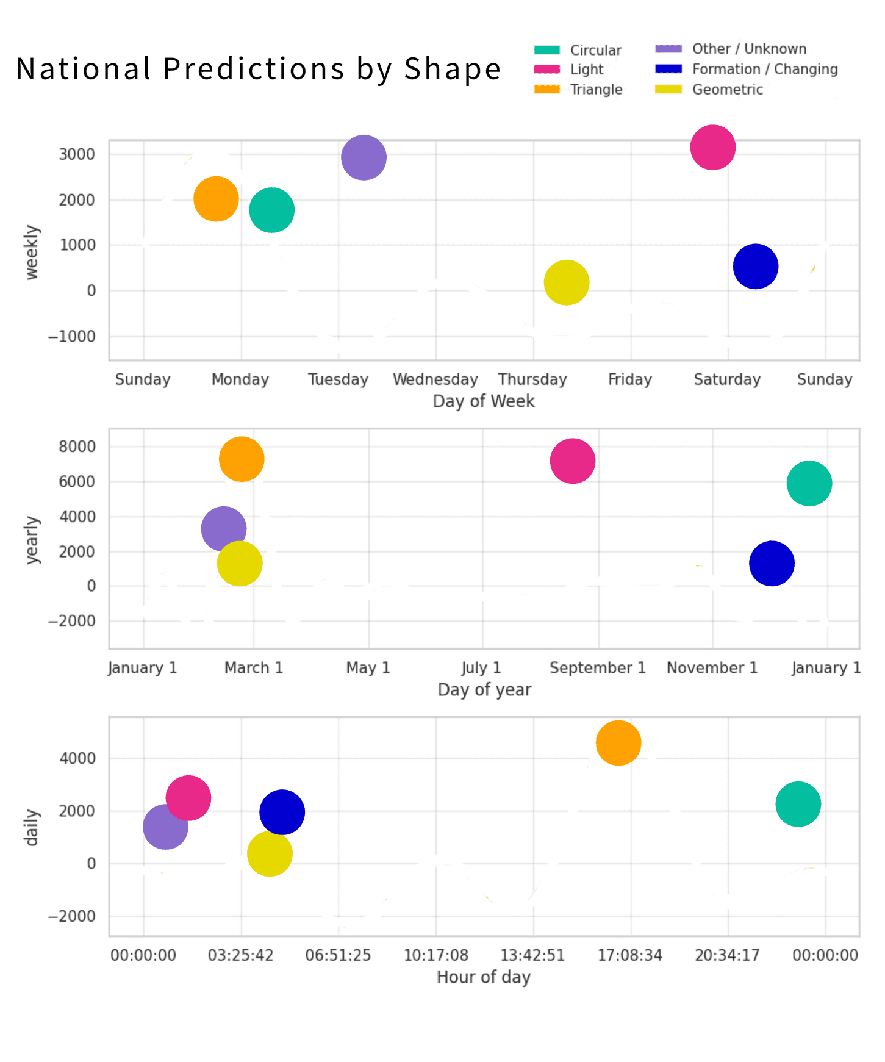 National Predictions by Shape
Circular
Light
Triangle
Other / Unknown
Formation / Changing
Geometric
3000
2000
1000
0
−1000
weekly
Sunday Monday Tuesday Wednesday Thursday Friday Saturday Sunday
Day of Week
8000
6000
4000
2000
0
−2000
yearly
January 1 March 1 May 1 July 1 September 1 November 1 January 1
Day of year
4000
2000
0
−2000
daily
00:00:00 03:25:42 06:51:25 10:17:08 13:42:51 17:08:34 20:34:17 00:00:00
Hour of day